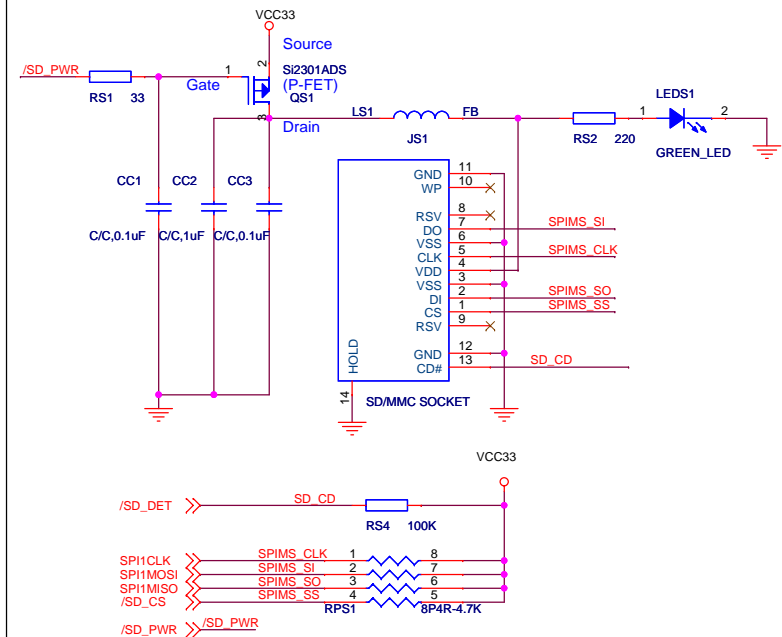 VCC33
Source
/SD_PWR
1
2
Si2301ADS
Gate
(P-FET)
RS1 33
QS1
3
LS1
FB
LEDS1
1
2
Drain
JS1
RS2 220
GREEN_LED
CC1
CC2
CC3
C/C,0.1uF
C/C,1uF
C/C,0.1uF
GND 11
WP 10
RSV 8
DO 7 SPIMS_SI
VSS 6
CLK 5 SPIMS_CLK
VDD 4
VSS 3
DI 2 SPIMS_SO
CS 1 SPIMS_SS
RSV 9
GND 12
CD# 13 SD_CD
HOLD
14
SD/MMC SOCKET
VCC33
/SD_DET
SD_CD
RS4 100K
SPI1CLK SPIMS_CLK 1 8
SPI1MOSI SPIMS_SI 2 7
SPI1MISO SPIMS_SO 3 6
/SD_CS SPIMS_SS 4 5
RPS1
8P4R-4.7K
/SD_PWR /SD_PWR